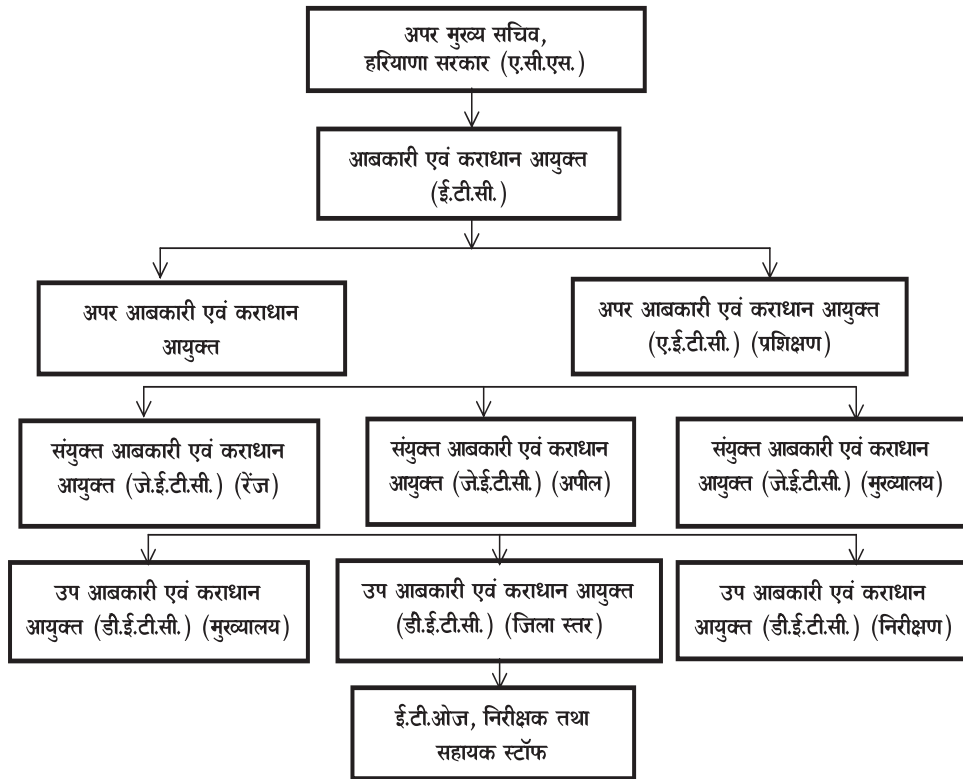 अपर मुख्य सचिव,
हरियाणा सरकार (ए.सी.एस.)
आबकारी एवं कराधान आयुक्त
(ई.टी.सी.)
अपर आबकारी एवं कराधान
आयुक्त
अपर आबकारी एवं कराधान आयुक्त
(ए.ई.टी.सी.) (प्रशिक्षण)
संयुक्त आबकारी एवं कराधान
आयुक्त (जे.ई.टी.सी.) (रेंज)
संयुक्त आबकारी एवं कराधान
आयुक्त (जे.ई.टी.सी.) (अपील)
संयुक्त आबकारी एवं कराधान
आयुक्त (जे.ई.टी.सी.) (मुख्यालय)
उप आबकारी एवं कराधान
आयुक्त (डी.ई.टी.सी.) (मुख्यालय)
उप आबकारी एवं कराधान आयुक्त
(डी.ई.टी.सी.) (जिला स्तर)
उप आबकारी एवं कराधान
आयुक्त (डी.ई.टी.सी.) (निरीक्षण)
ई.टी.ओज, निरीक्षक तथा
सहायक स्टॉफ